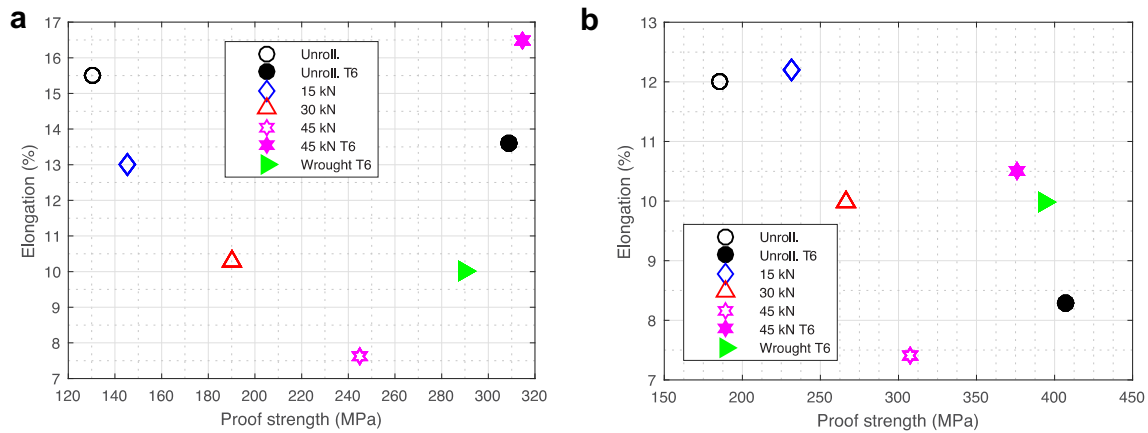 a
17
16
15
14
13
12
11
10
9
8
7
120 140 160 180 200 220 240 260 280 300 320
Elongation (%)
Proof strength (MPa)
Unroll.
Unroll. T6
15 kN
30 kN
45 kN
45 kN T6
Wrought T6
b
13
12
11
10
9
8
7
150 200 250 300 350 400 450
Elongation (%)
Proof strength (MPa)
Unroll.
Unroll. T6
15 kN
30 kN
45 kN
45 kN T6
Wrought T6